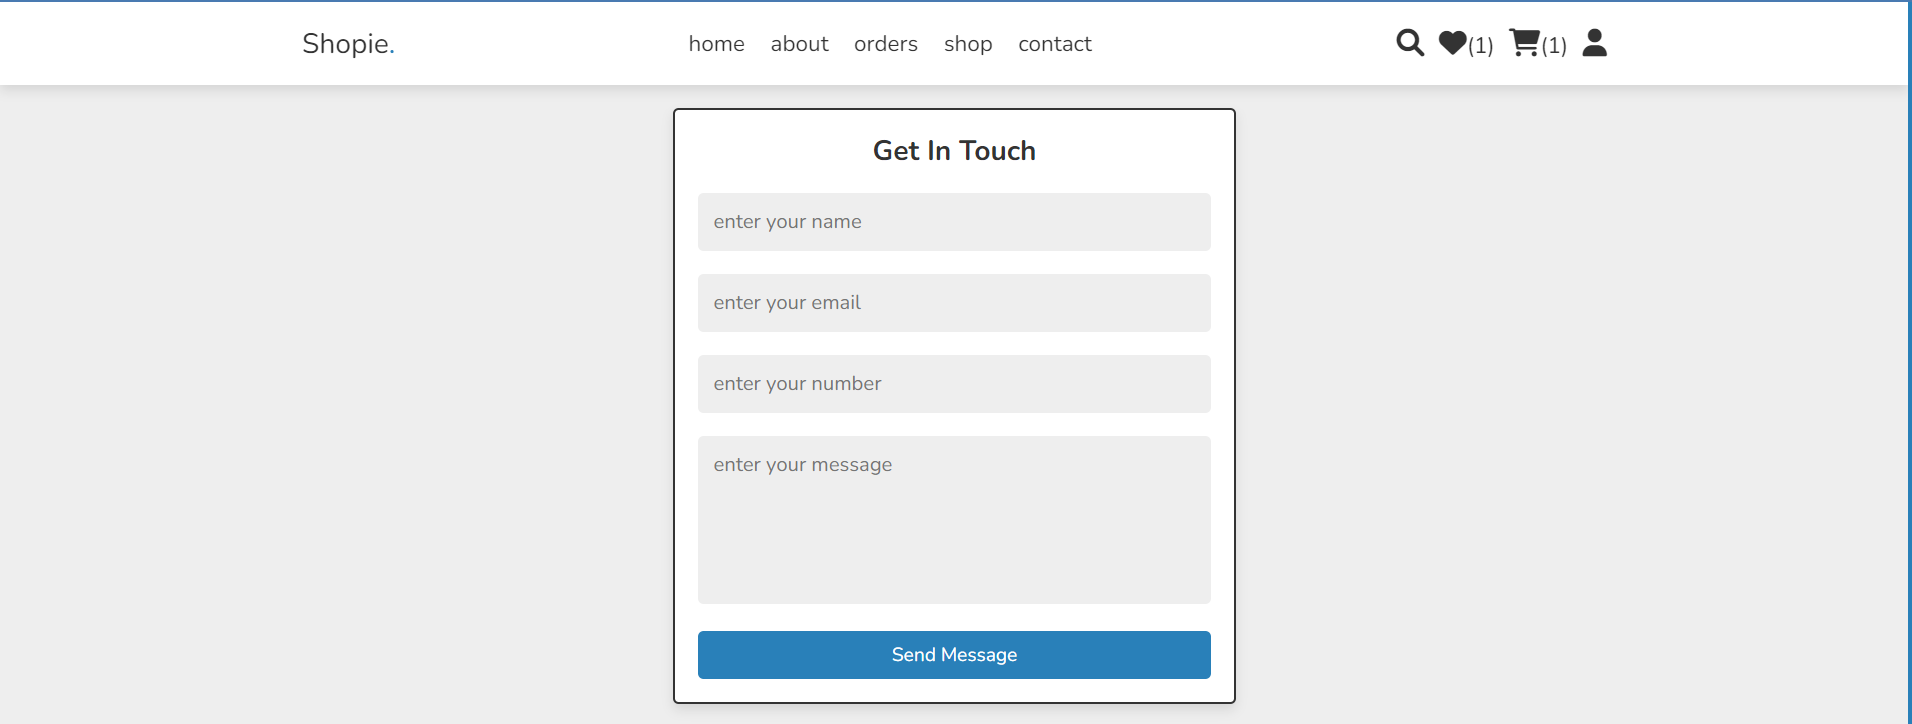 Shopie.
home about orders shop contact
(1) (1)
Get In Touch
enter your name
enter your email
enter your number
enter your message
Send Message